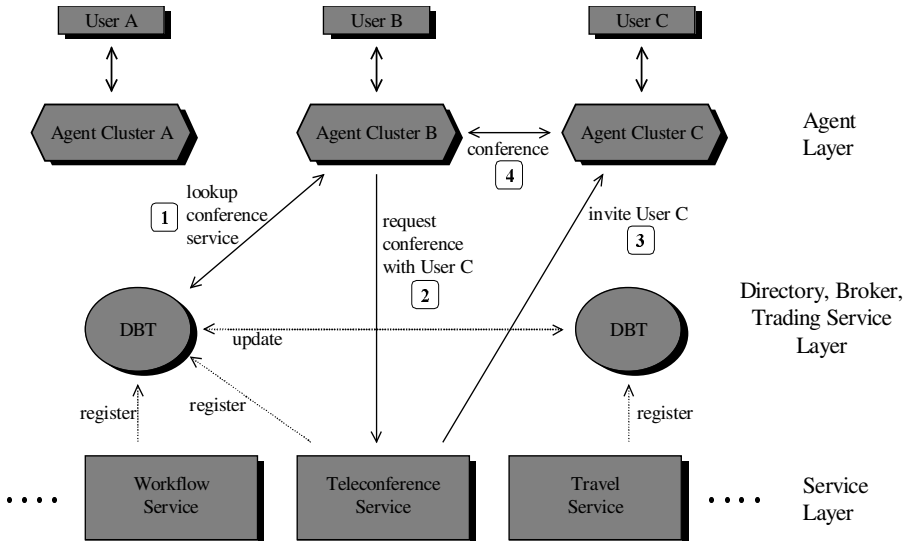 User A
User B
User C
Agent Cluster A
Agent Cluster B
Agent Cluster C
Agent
Layer
conference
4
1
lookup
conference
service
request
conference
with User C
2
invite User C
3
DBT
update
DBT
Directory, Broker,
Trading Service
Layer
register
register
register
Workflow
Service
Teleconference
Service
Travel
Service
Service
Layer